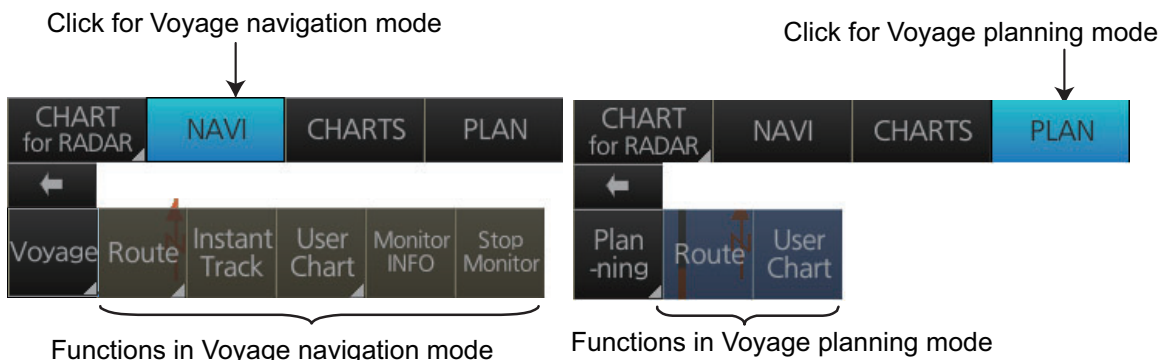 Click for Voyage navigation mode
Click for Voyage planning mode
CHART
for RADAR
NAVI
CHARTS
PLAN
Voyage
Route
Instant
Track
User
Chart
Monitor
INFO
Stop
Monitor
Functions in Voyage navigation mode
CHART
for RADAR
NAVI
CHARTS
PLAN
Plan
-ning
Route
User
Chart
Functions in Voyage planning mode